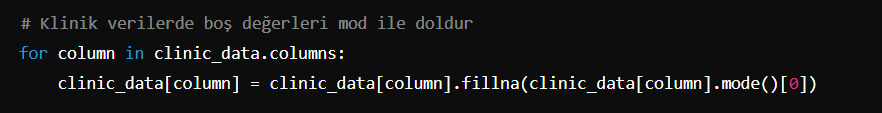 # Klinik verilerde boş değerleri mod ile doldur
for column in clinic_data.columns:
    clinic_data[column] = clinic_data[column].fillna(clinic_data[column].mode()[0])